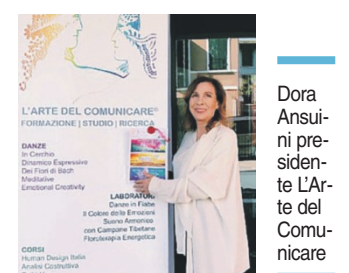 L'ARTE DEL COMUNICARE®
FORMAZIONE | STUDIO | RICERCA
DANZE
In Cerchio
Dinamico Espressiva
Dei Fiori di Bach
Meditative
Emotional Creativity
LABORATORI
Danze in Fiabe
Il Colore delle Emozioni
Suono Armonico
con Campane Tibetane
Floriterapia Energetica
CORSI
Human Design Italia
Analisi Costruttiva
Dora
Ansui-
ni pre-
siden-
te L'Ar-
te del
Comu-
nicare